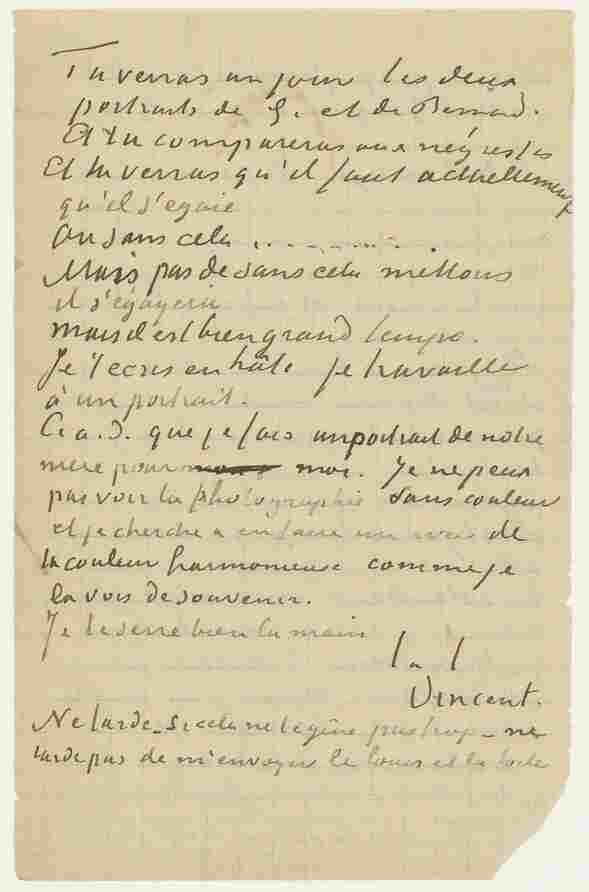 Tu verras un jour les deux
portraits de G. et de Bernard.
Et tu compareras aux négresses
Et tu verras qu'il faut actuellement
qu'il s'egaie
Ou sans cela ..........
Mais pas de sans cela mettons
il s'égayera
mais c'est bien grand temps.
Je t'ecris en hâte je travaille
à un portrait.
C. a. d. que je fais un portrait de notre
mere pour moi. Je ne peux
pas voir la photographie sans couleur
et je cherche a en faire un avec de
la couleur harmonieuse comme je
la vois de souvenir.
Je te serre bien la main
t. à t.
Vincent.
Ne tarde_ si cela ne te gêne pas trop_ ne
tarde pas de m'envoyer le louis et la toile